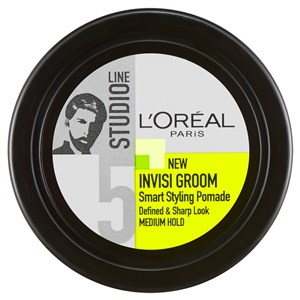 STUDIO LINE
5
L'ORÉAL
PARIS
NEW
INVISI GROOM
Smart Styling Pomade
Defined & Sharp Look
MEDIUM HOLD